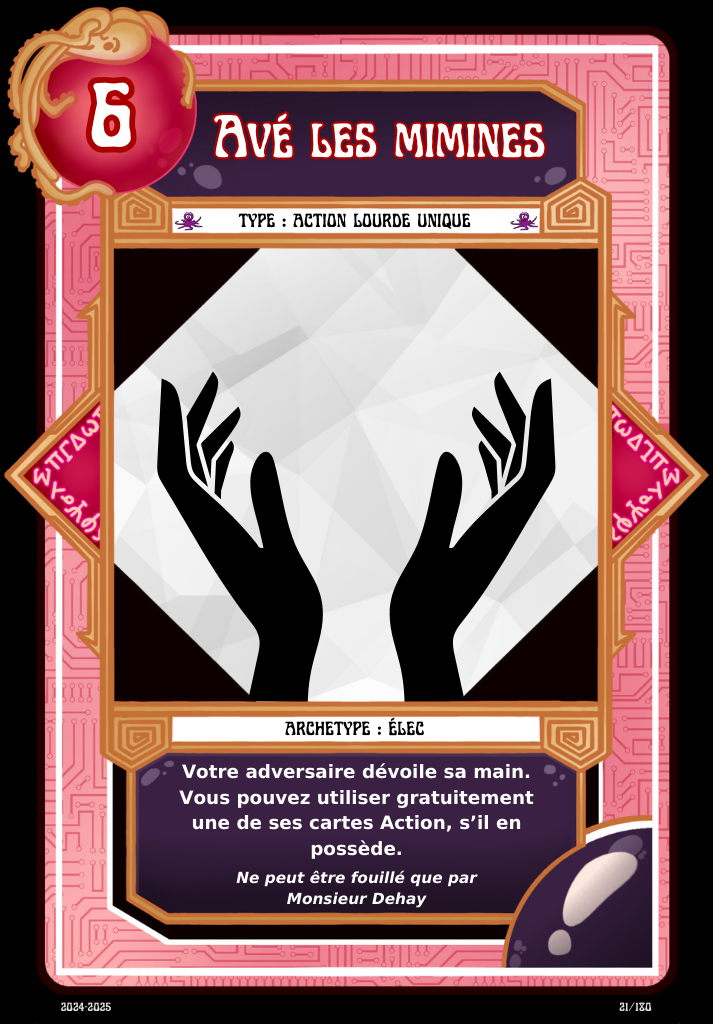 6
Avé les mimines
TYPE : ACTION LOURDE UNIQUE
ARCHETYPE : ÉLEC
Votre adversaire dévoile sa main.
Vous pouvez utiliser gratuitement
une de ses cartes Action, s’il en
possède.
Ne peut être fouillé que par
Monsieur Dehay
2024-2025
21/180